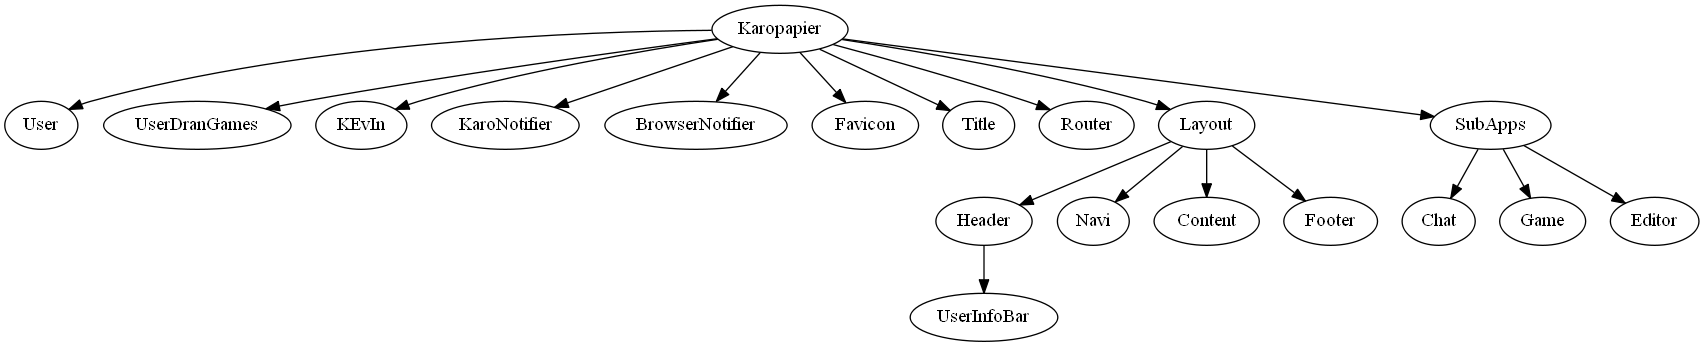 Karopapier
User
UserDranGames
KEvIn
KaroNotifier
BrowserNotifier
Favicon
Title
Router
Layout
SubApps
Header
Navi
Content
Footer
Chat
Game
Editor
UserInfoBar